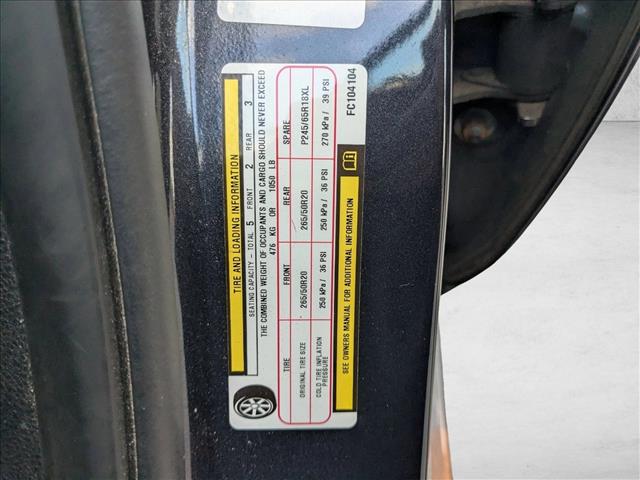 TIRE AND LOADING INFORMATION
SEATING CAPACITY - TOTAL 5 FRONT 2 REAR 3
THE COMBINED WEIGHT OF OCCUPANTS AND CARGO SHOULD NEVER EXCEED
476 KG OR 1050 LB
TIRE FRONT REAR SPARE
ORIGINAL TIRE SIZE 265/50R20 265/50R20 P245/65R18XL
COLD TIRE INFLATION PRESSURE 250 kPa/ 36 PSI 250 kPa/ 36 PSI 270 kPa/ 39 PSI
SEE OWNERS MANUAL FOR ADDITIONAL INFORMATION
FC104104